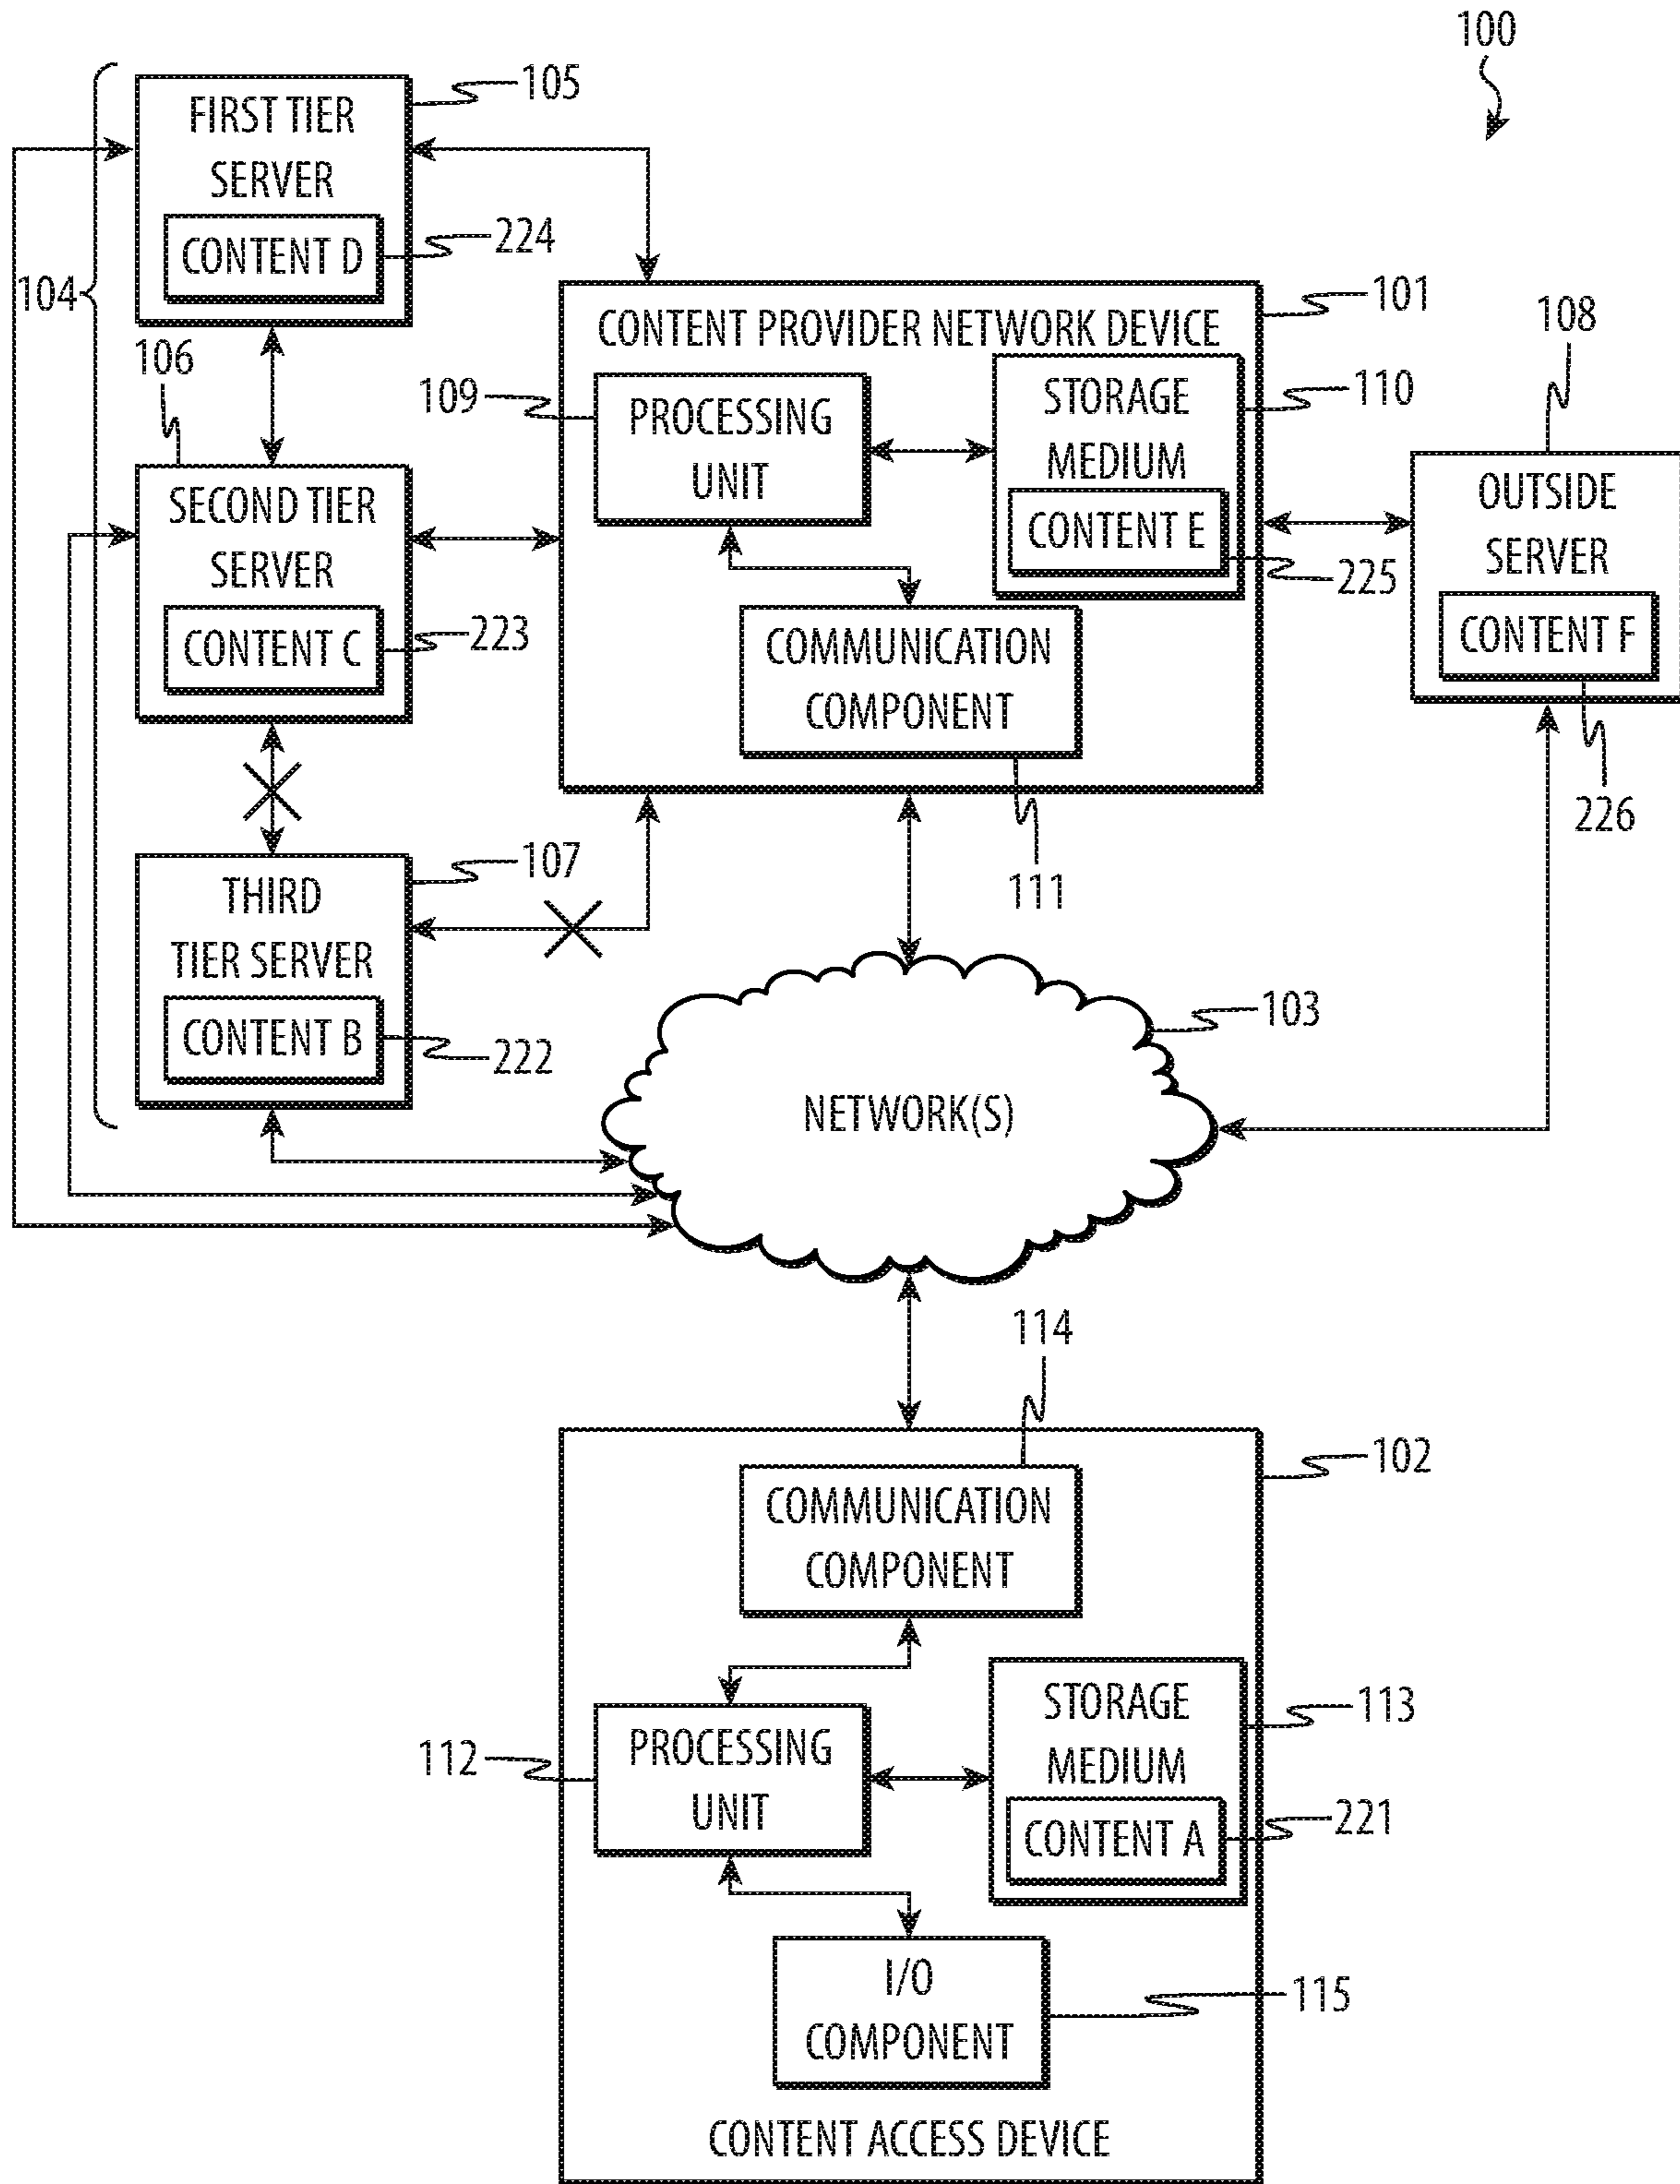 100
105
FIRST TIER
SERVER
CONTENT D
224
104
106
101
CONTENT PROVIDER NETWORK DEVICE
109
PROCESSING
UNIT
STORAGE
MEDIUM
110
CONTENT E
225
108
OUTSIDE
SERVER
CONTENT F
226
SECOND TIER
SERVER
CONTENT C
223
COMMUNICATION
COMPONENT
111
107
THIRD
TIER SERVER
CONTENT B
222
103
NETWORK(S)
114
102
COMMUNICATION
COMPONENT
112
PROCESSING
UNIT
STORAGE
MEDIUM
113
CONTENT A
221
I/O
COMPONENT
115
CONTENT ACCESS DEVICE